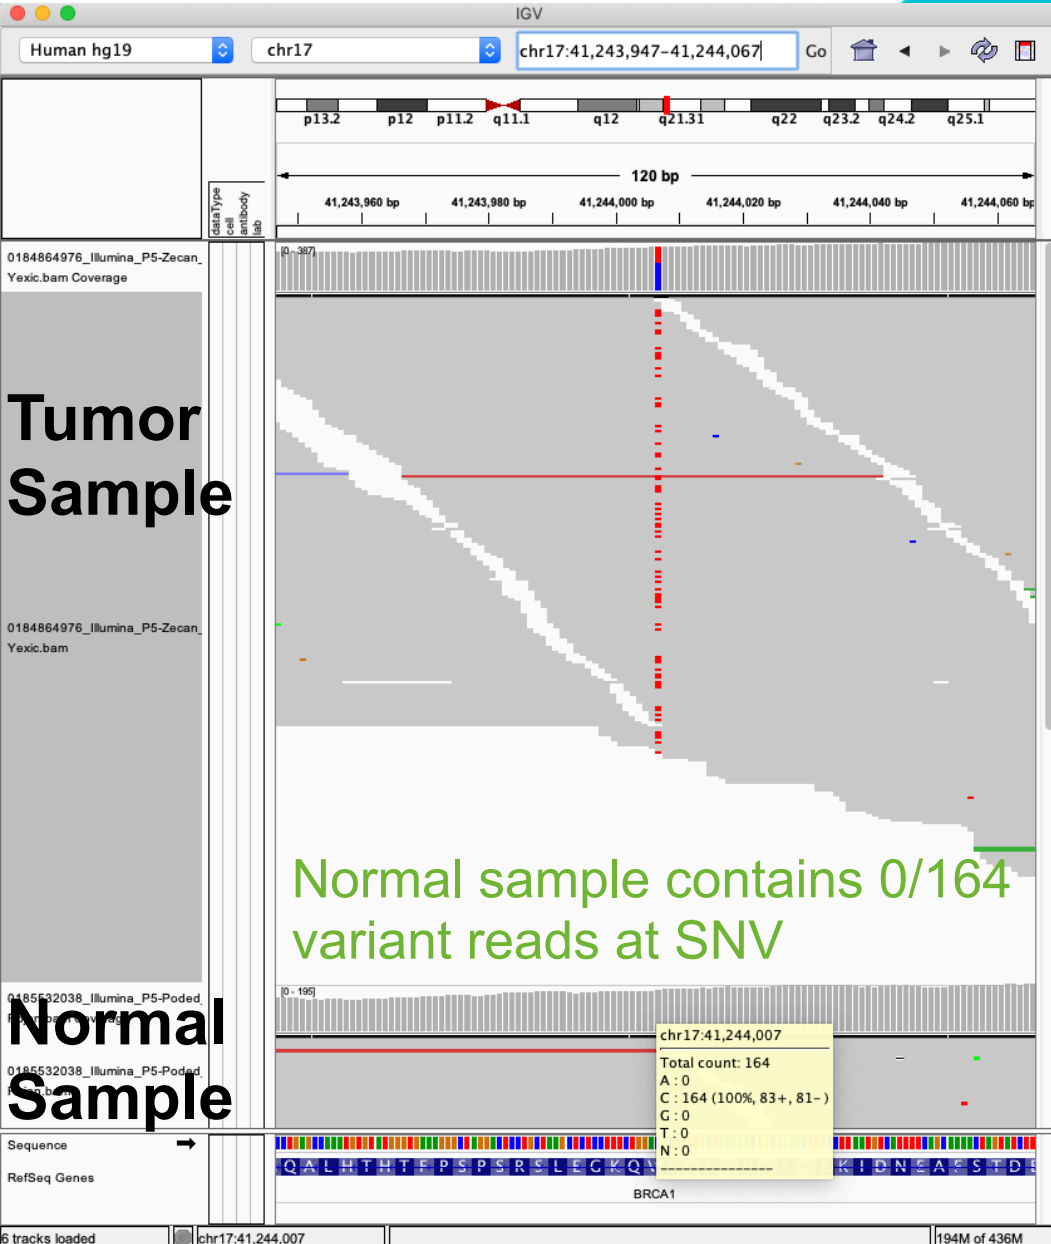 IGV
Human hg19
chr17
chr17:41,243,947-41,244,067
Go
p13.2 p12 p11.2 q11.1 q12 q21.31 q22 q23.2 q24.2 q25.1
120 bp
41,243,960 bp 41,243,980 bp 41,244,000 bp 41,244,020 bp 41,244,040 bp 41,244,060 bp
dataType
cell
antibody
lab
0184864976_Illumina_P5-Zecan_
Yexic.bam Coverage
[0 - 387]
Tumor
Sample
0184864976_Illumina_P5-Zecan_
Yexic.bam
Normal sample contains 0/164
variant reads at SNV
0185532038_Illumina_P5-Poded_
[0 - 195]
Normal
0185532038_Illumina_P5-Poded_
Sample
chr17:41,244,007
Total count: 164
A : 0
C : 164 (100%, 83+, 81- )
G : 0
T : 0
N : 0
---------------
Sequence
RefSeq Genes
Q A L H T H T F P S P S R S L E G K Q K I D N E A F S T D
BRCA1
6 tracks loaded
chr17:41,244,007
194M of 436M